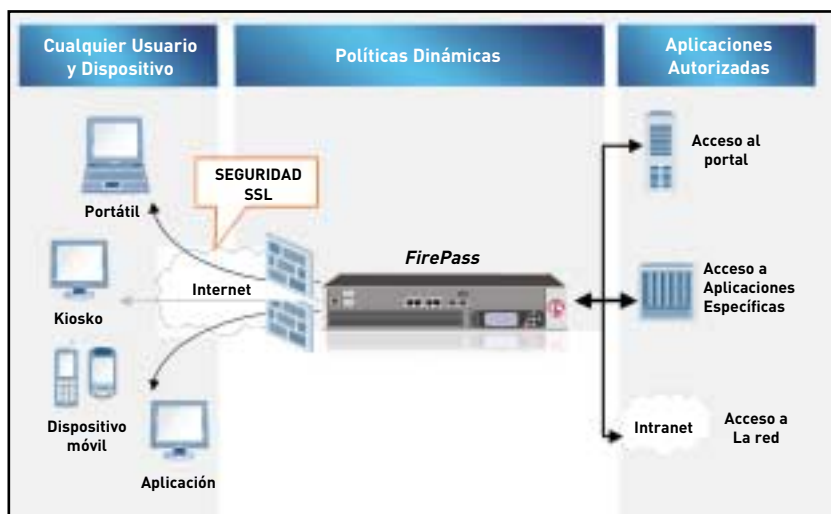 Cualquier Usuario
y Dispositivo
Políticas Dinámicas
Aplicaciones
Autorizadas
SEGURIDAD
SSL
Portátil
Internet
Kiosko
Dispositivo
móvil
Aplicación
FirePass
Acceso al
portal
Acceso a
Aplicaciones
Específicas
Intranet
Acceso a
La red